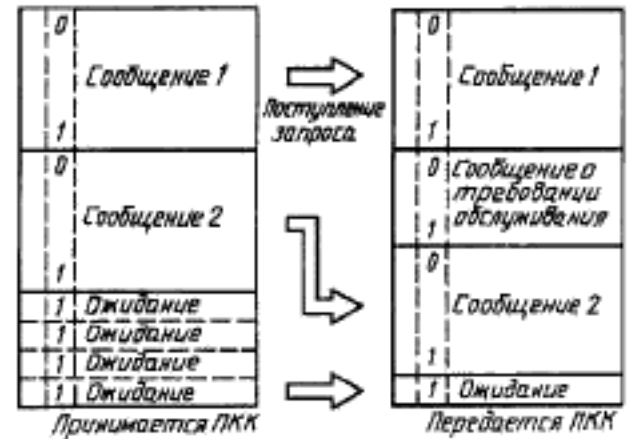 0
Сообщение 1
1
0
Сообщение 2
1
1 Ожидание
1 Ожидание
1 Ожидание
1 Ожидание
Принимается ПКК
Поступление
запроса
0
Сообщение 1
1
0 Сообщение о
требовании
1 обслуживания
0
Сообщение 2
1
1 Ожидание
Передается ПКК